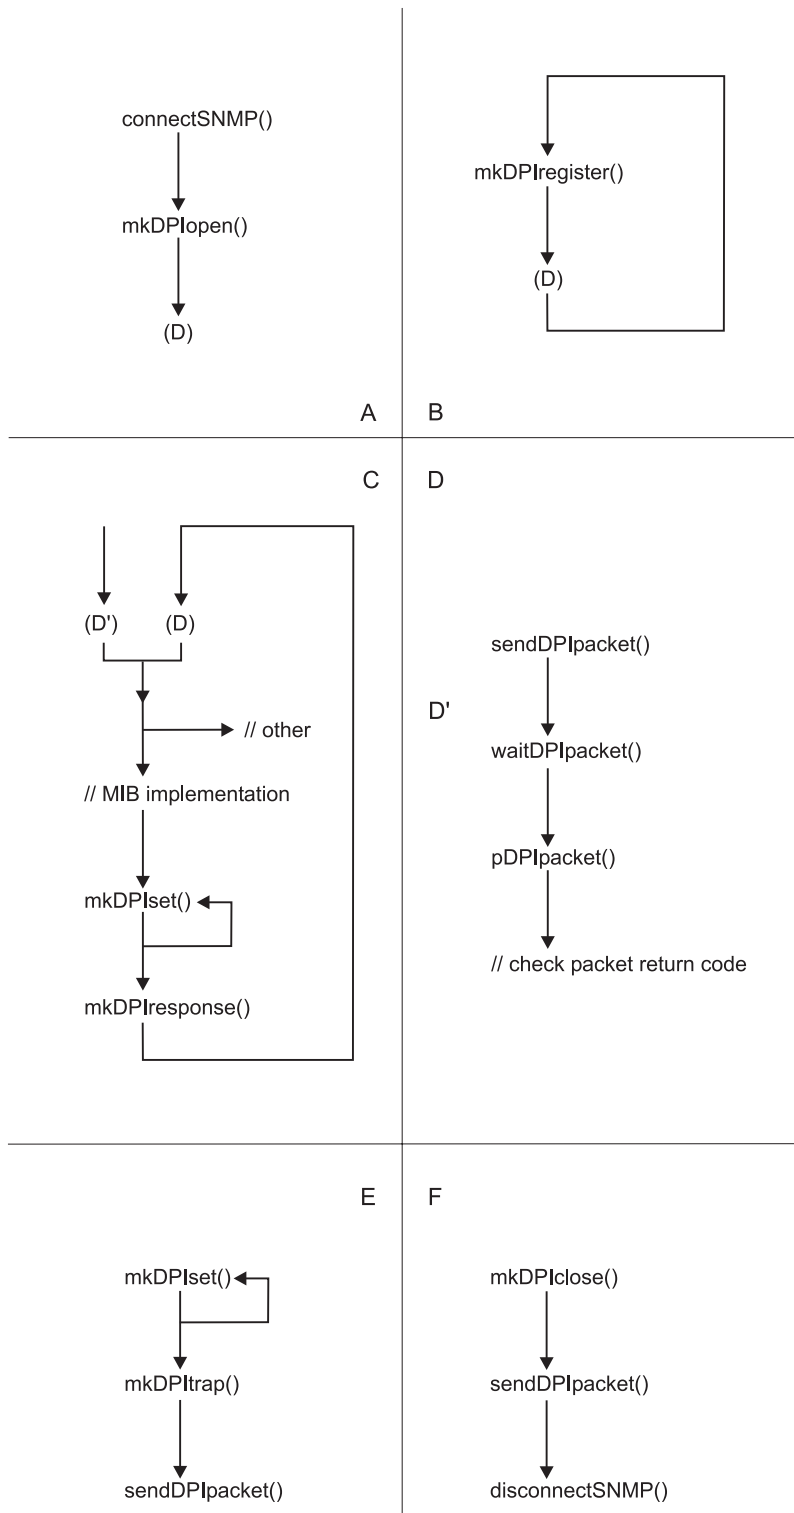 connectSNMP()
mkDPIopen()
(D)
A
mkDPIregister()
(D)
B
C
(D')
(D)
// other
// MIB implementation
mkDPIset()
mkDPIresponse()
D
sendDPIpacket()
D'
waitDPIpacket()
pDPIpacket()
// check packet return code
E
mkDPIset()
mkDPItrap()
sendDPIpacket()
F
mkDPIclose()
sendDPIpacket()
disconnectSNMP()